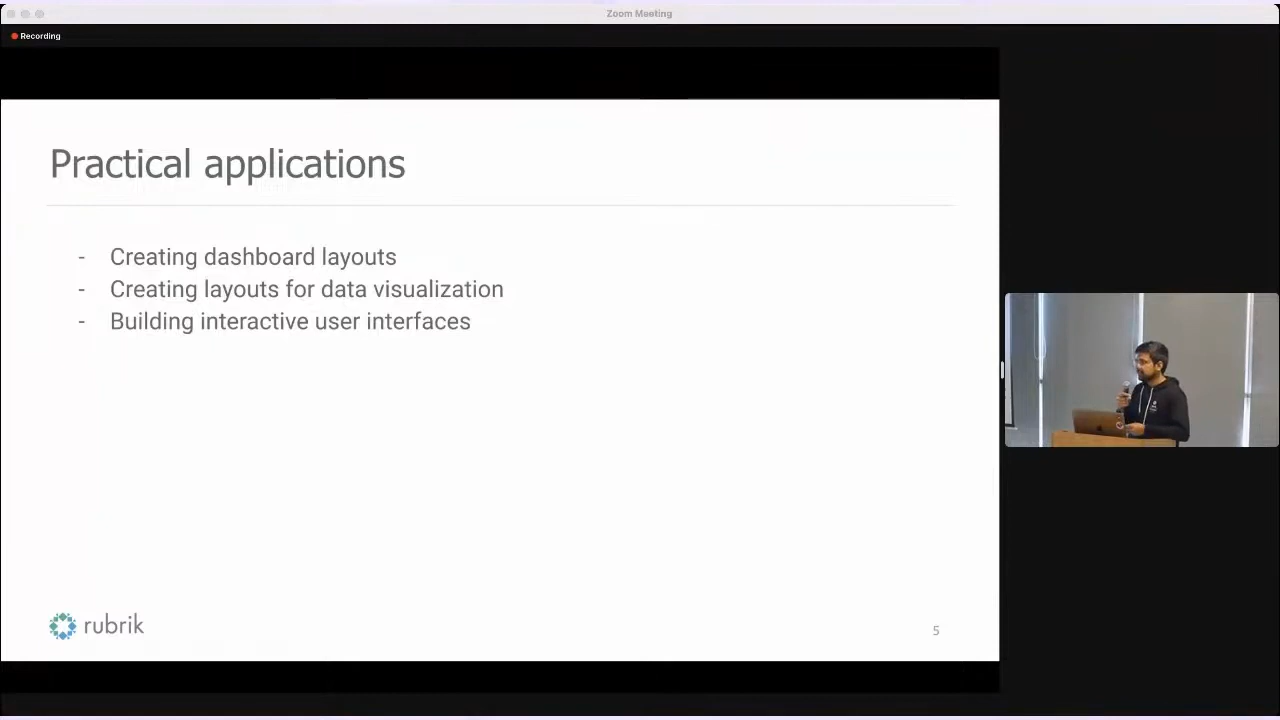 Zoom Meeting
Recording
Practical applications
- Creating dashboard layouts
- Creating layouts for data visualization
- Building interactive user interfaces
rubrik
5